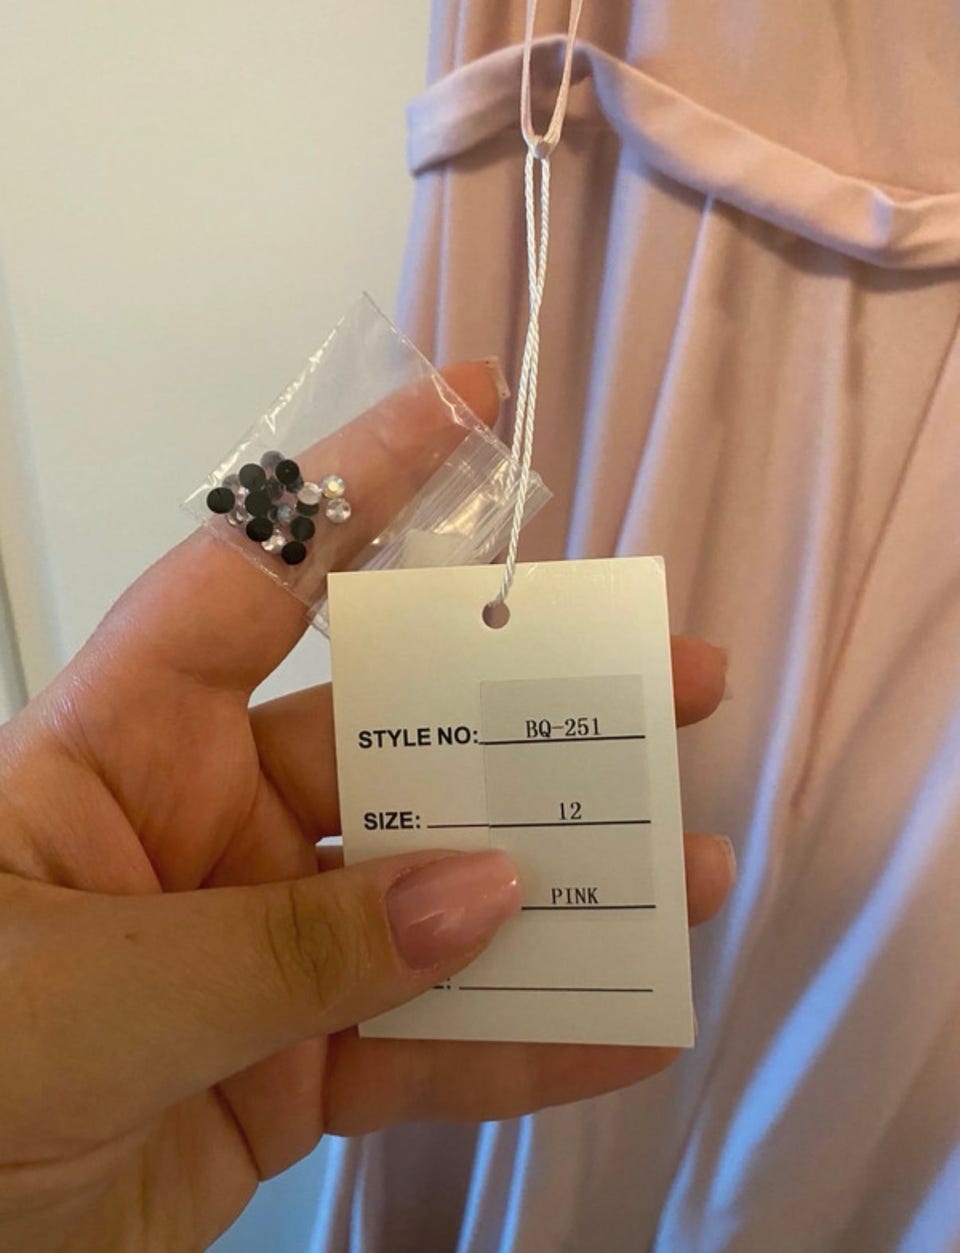 STYLE NO: BQ-251
SIZE: 12
PINK